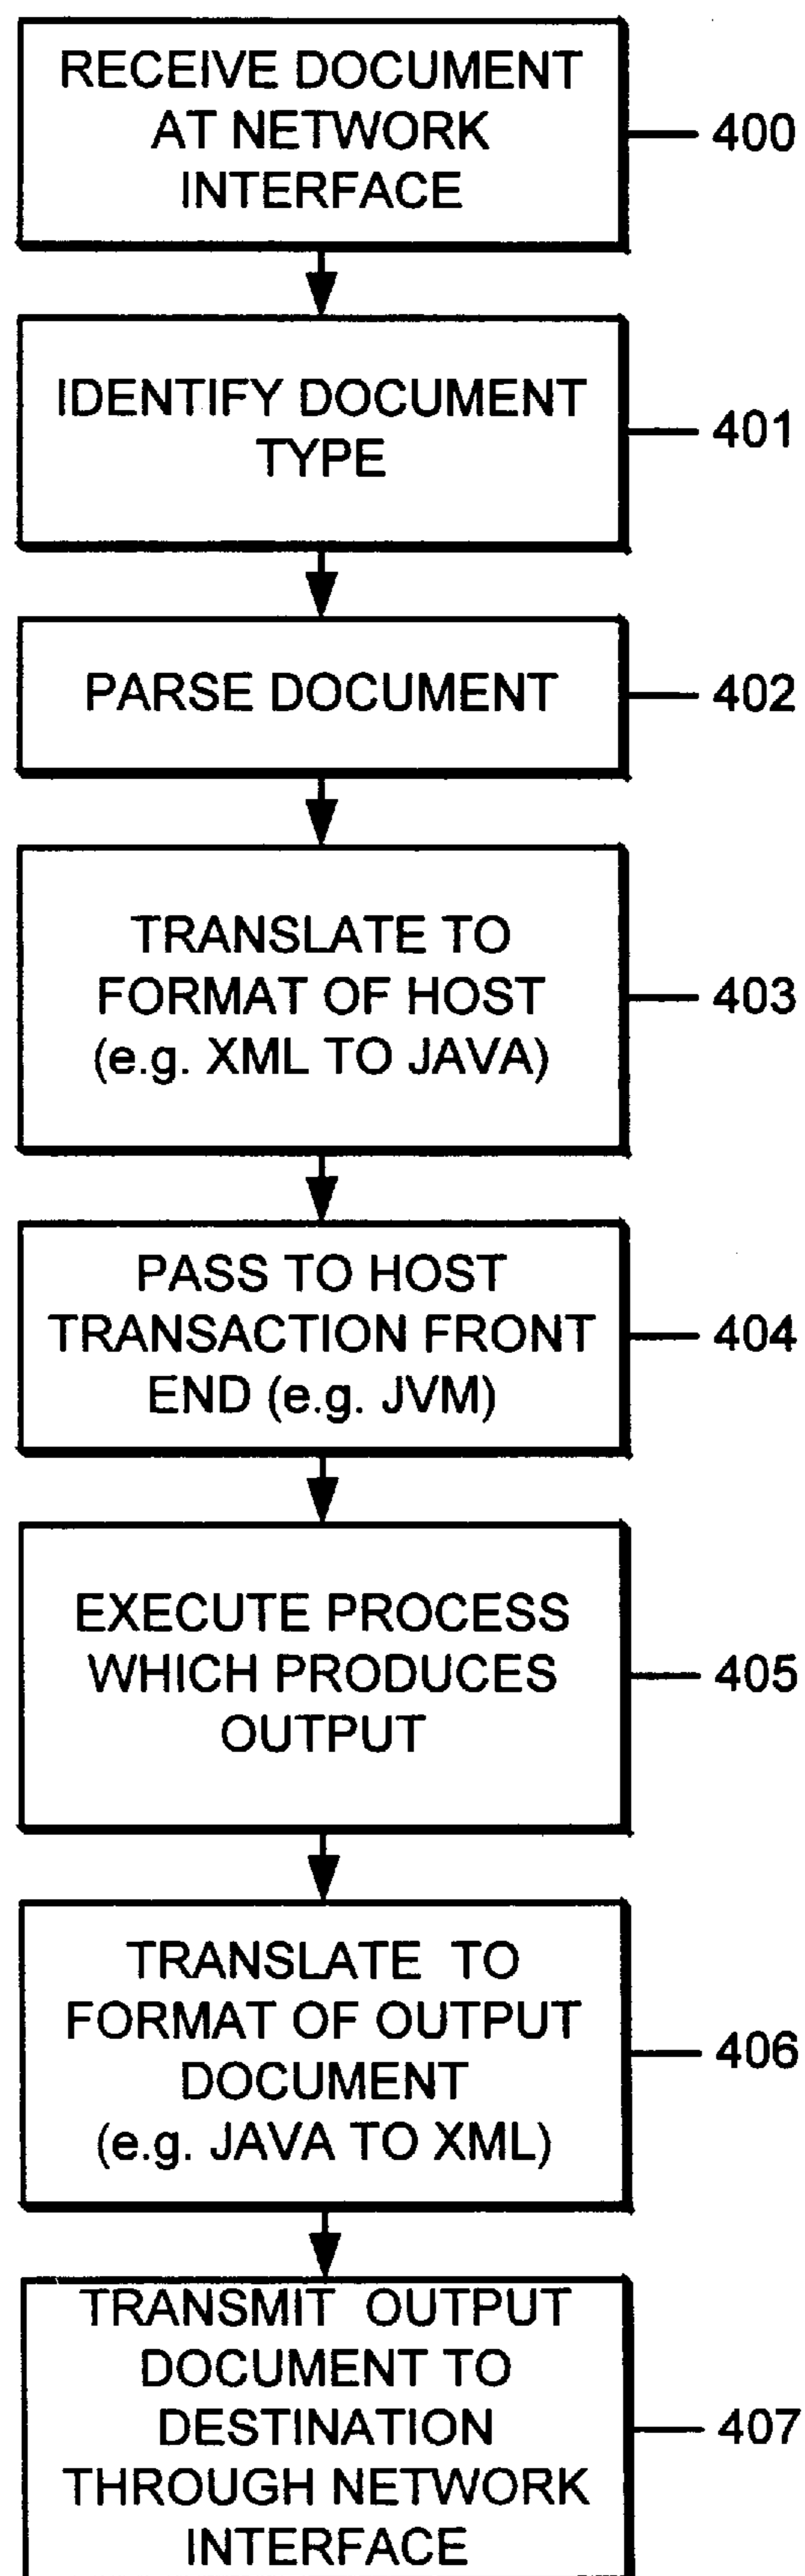 RECEIVE DOCUMENT
AT NETWORK
INTERFACE
400
IDENTIFY DOCUMENT
TYPE
401
PARSE DOCUMENT
402
TRANSLATE TO
FORMAT OF HOST
(e.g. XML TO JAVA)
403
PASS TO HOST
TRANSACTION FRONT
END (e.g. JVM)
404
EXECUTE PROCESS
WHICH PRODUCES
OUTPUT
405
TRANSLATE TO
FORMAT OF OUTPUT
DOCUMENT
(e.g. JAVA TO XML)
406
TRANSMIT OUTPUT
DOCUMENT TO
DESTINATION
THROUGH NETWORK
INTERFACE
407